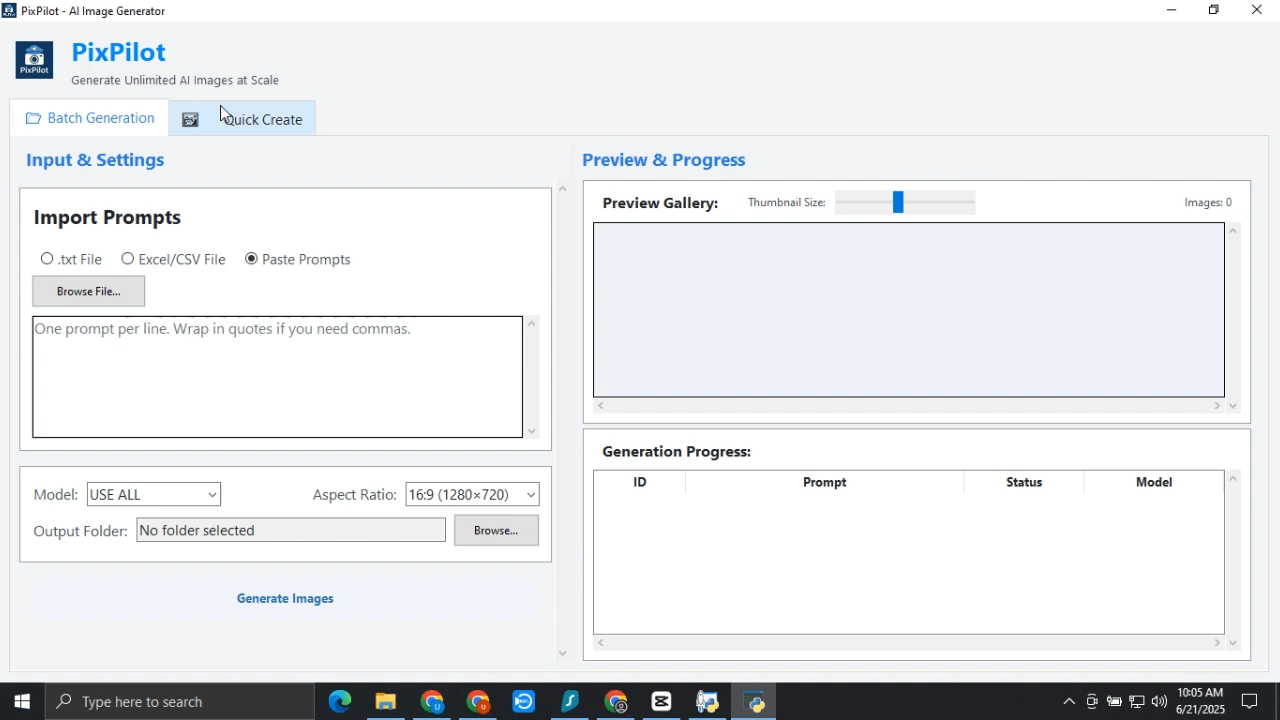 PixPilot - AI Image Generator
PixPilot
PixPilot
Generate Unlimited AI Images at Scale
Batch Generation
Quick Create
Input & Settings
Import Prompts
.txt File
Excel/CSV File
Paste Prompts
Browse File...
One prompt per line. Wrap in quotes if you need commas.
Model:
USE ALL
Aspect Ratio:
16:9 (1280×720)
Output Folder:
No folder selected
Browse...
Generate Images
Preview & Progress
Preview Gallery:
Thumbnail Size:
Images: 0
Generation Progress:
ID
Prompt
Status
Model
Type here to search
10:05 AM
6/21/2025